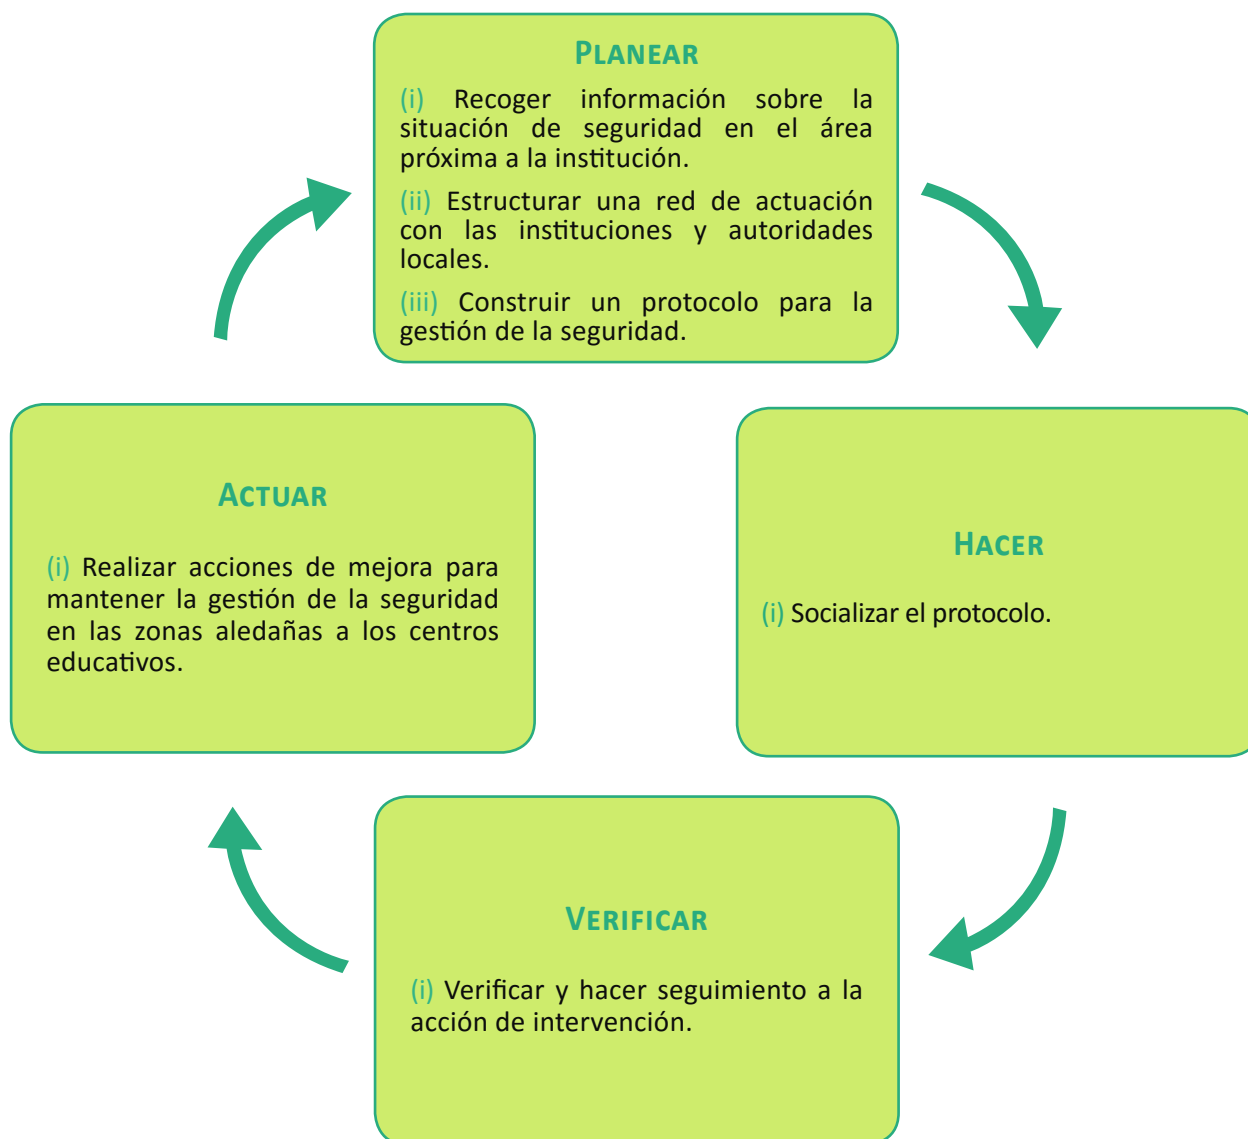 PLANEAR
(i) Recoger información sobre la
situación de seguridad en el área
próxima a la institución.
(ii) Estructurar una red de actuación
con las instituciones y autoridades
locales.
(iii) Construir un protocolo para la
gestión de la seguridad.
ACTUAR
(i) Realizar acciones de mejora para
mantener la gestión de la seguridad
en las zonas aledañas a los centros
educativos.
HACER
(i) Socializar el protocolo.
VERIFICAR
(i) Verificar y hacer seguimiento a la
acción de intervención.